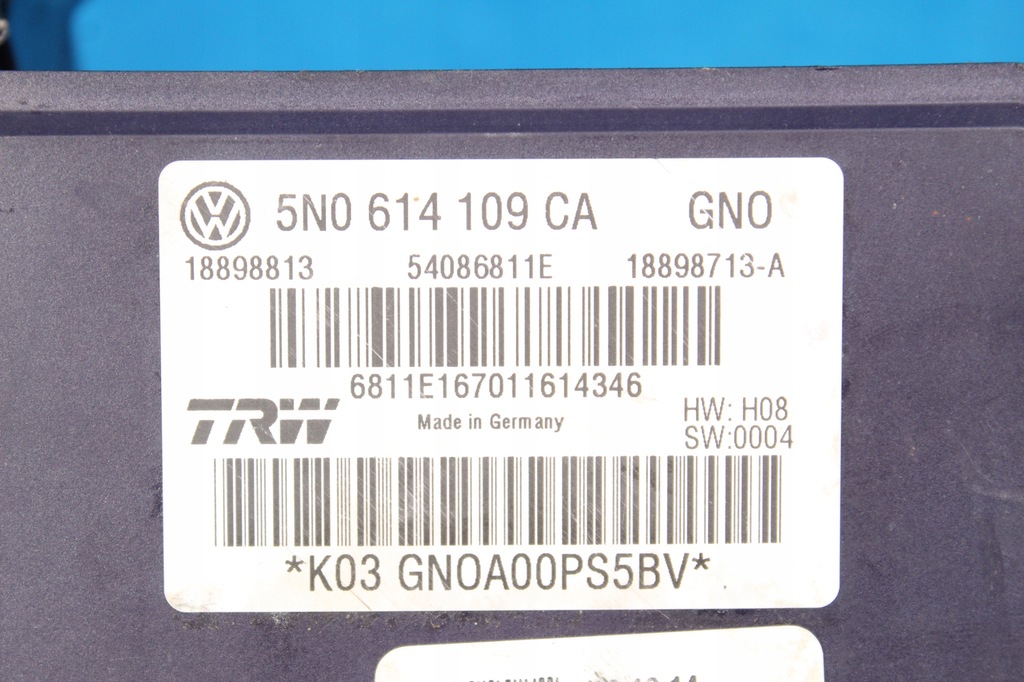 5N0 614 109 CA GNO
18898813 54086811E 18898713-A
6811E167011614346
TRW Made in Germany HW: H08
SW:0004
*K03 GNOA00PS5BV*